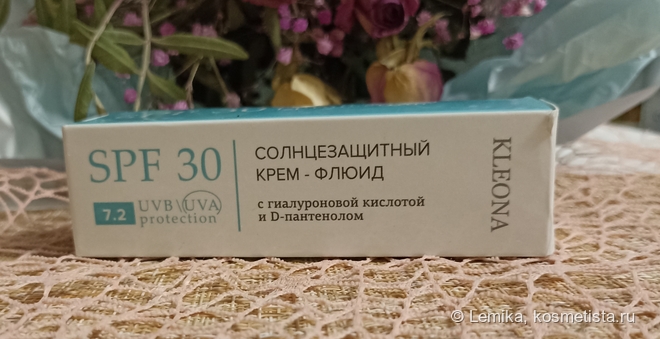 SPF 30
7.2 UVB\UVA
protection
СОЛНЦЕЗАЩИТНЫЙ
КРЕМ - ФЛЮИД
с гиалуроновой кислотой
и D-пантенолом
KLEONA
© Lemika, kosmetista.ru